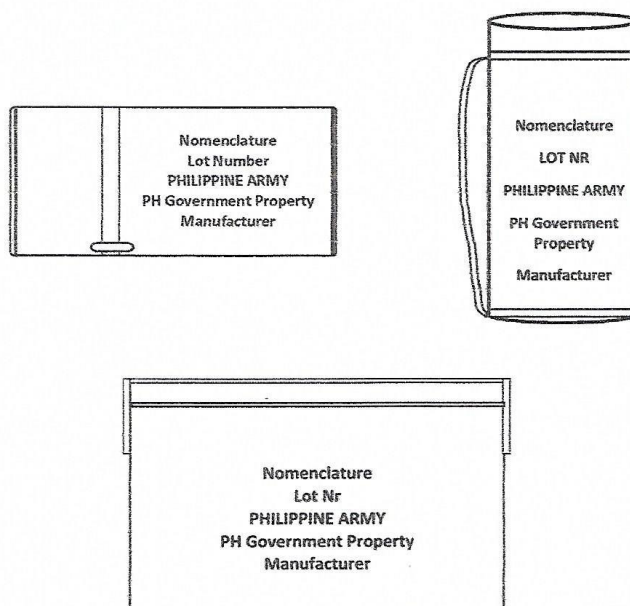 Nomenclature
Lot Number
PHILIPPINE ARMY
PH Government Property
Manufacturer
Nomenclature
LOT NR
PHILIPPINE ARMY
PH Government
Property
Manufacturer
Nomenclature
Lot Nr
PHILIPPINE ARMY
PH Government Property
Manufacturer